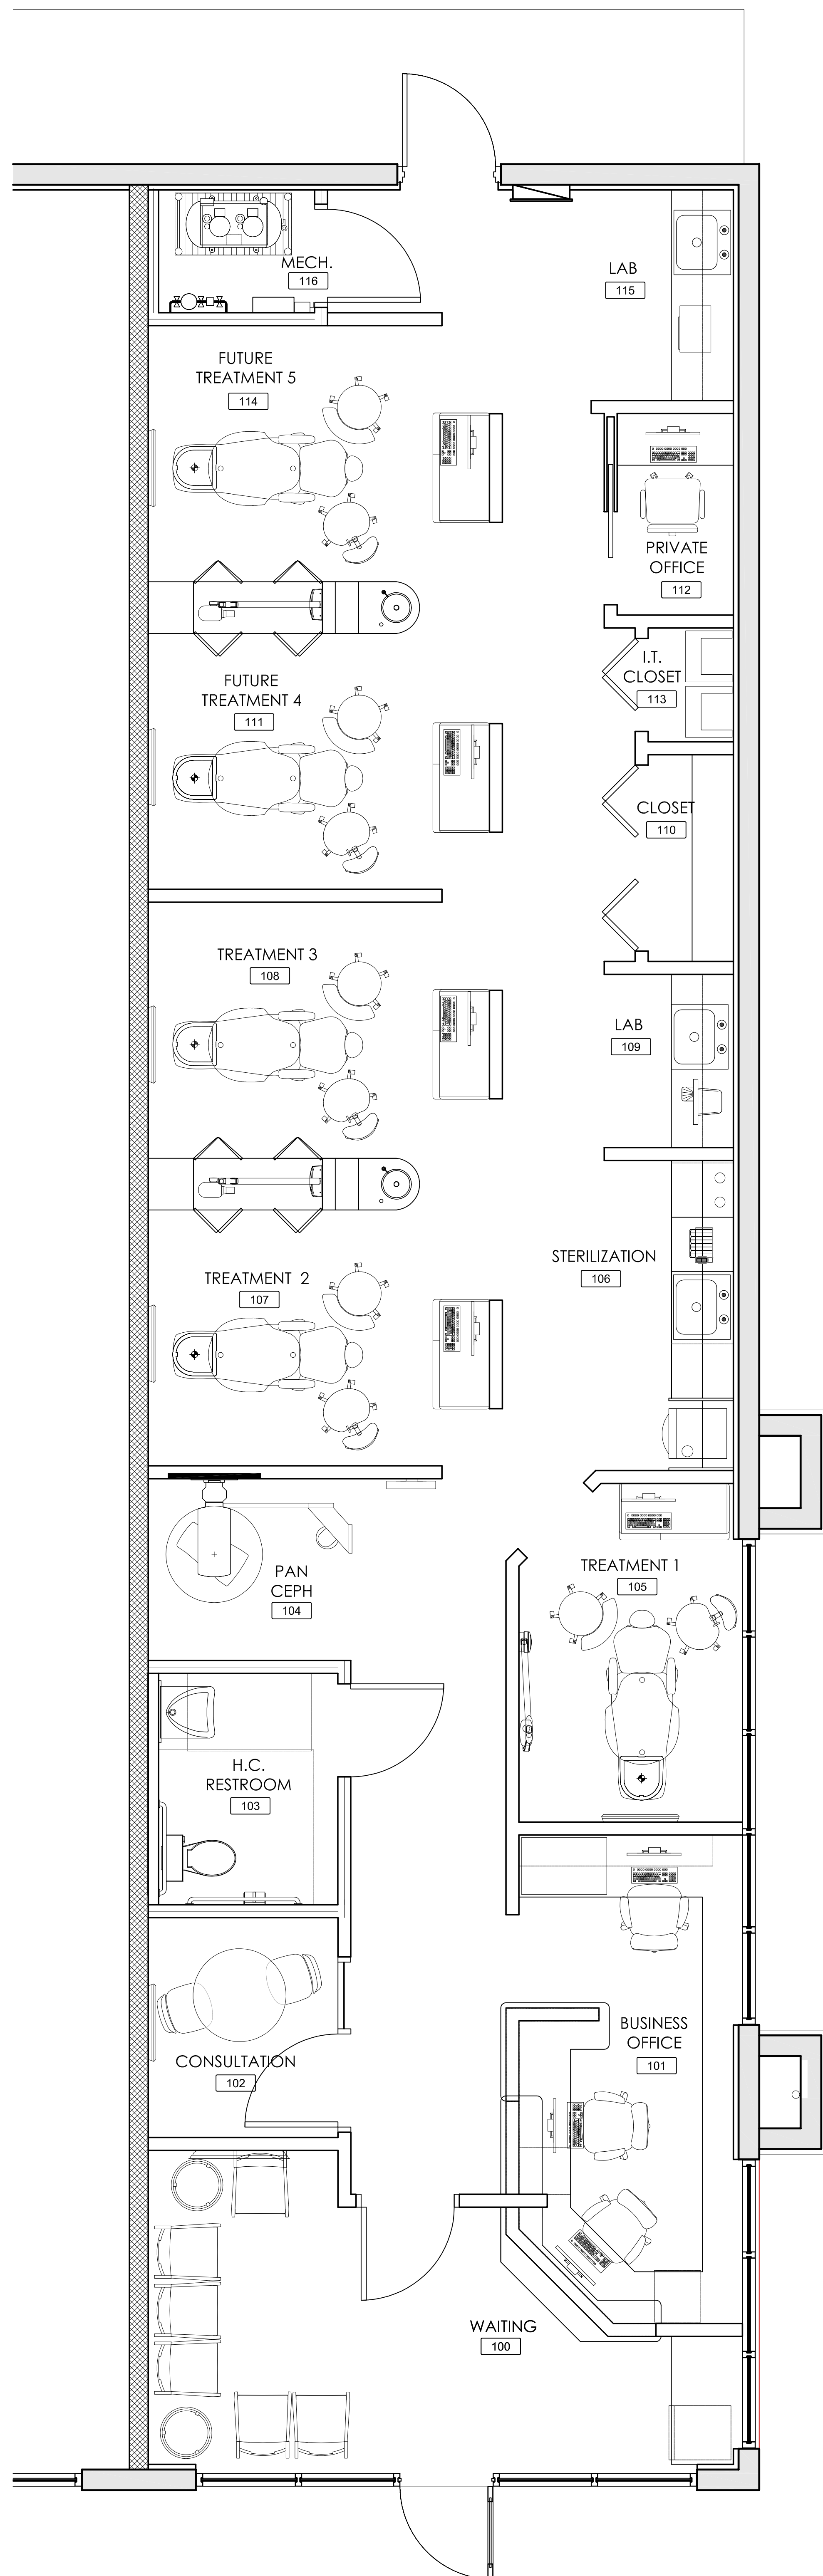 MECH.
116
LAB
115
FUTURE
TREATMENT 5
114
PRIVATE
OFFICE
112
I.T.
CLOSET
113
FUTURE
TREATMENT 4
111
CLOSET
110
TREATMENT 3
108
LAB
109
STERILIZATION
106
TREATMENT 2
107
TREATMENT 1
105
PAN
CEPH
104
H.C.
RESTROOM
103
BUSINESS
OFFICE
101
CONSULTATION
102
WAITING
100